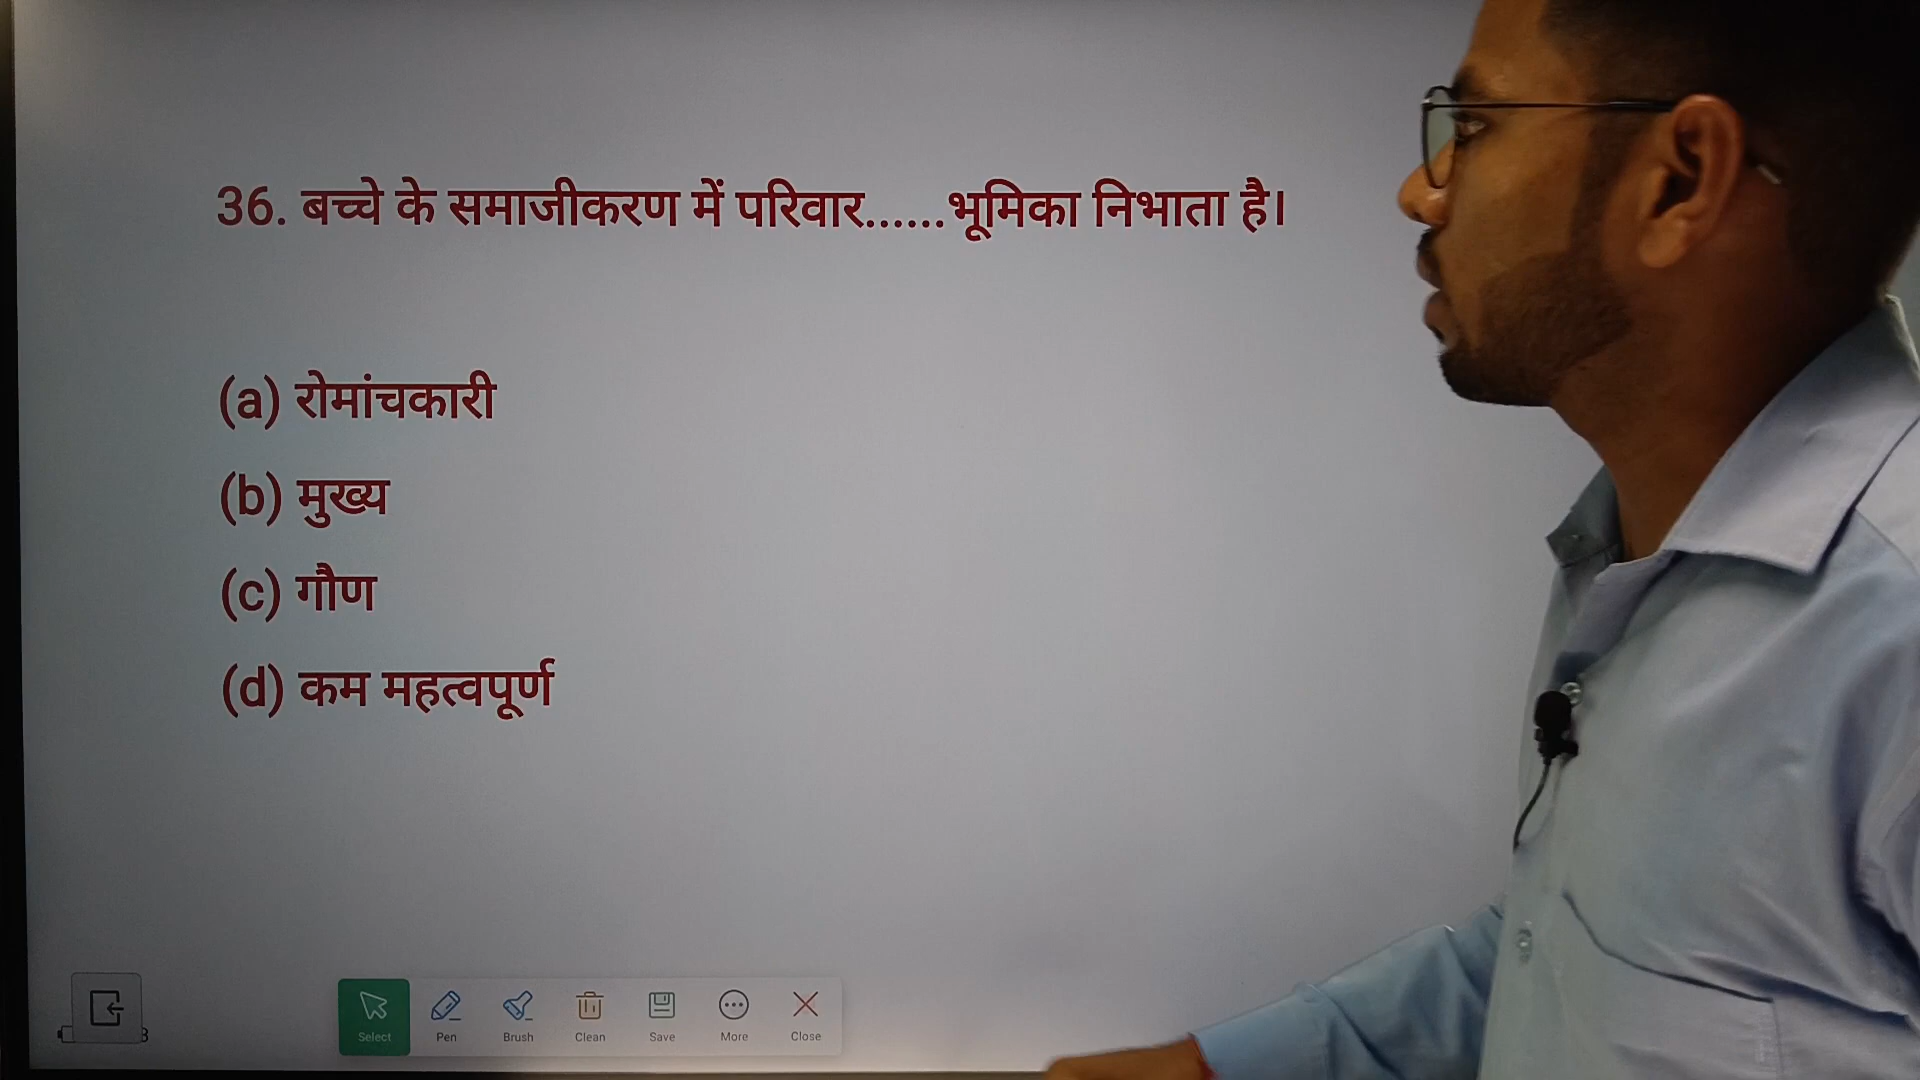 36. बच्चे के समाजीकरण में परिवार......भूमिका निभाता है।
(a) रोमांचकारी
(b) मुख्य
(c) गौण
(d) कम महत्वपूर्ण
Select Pen Brush Clean Save More Close